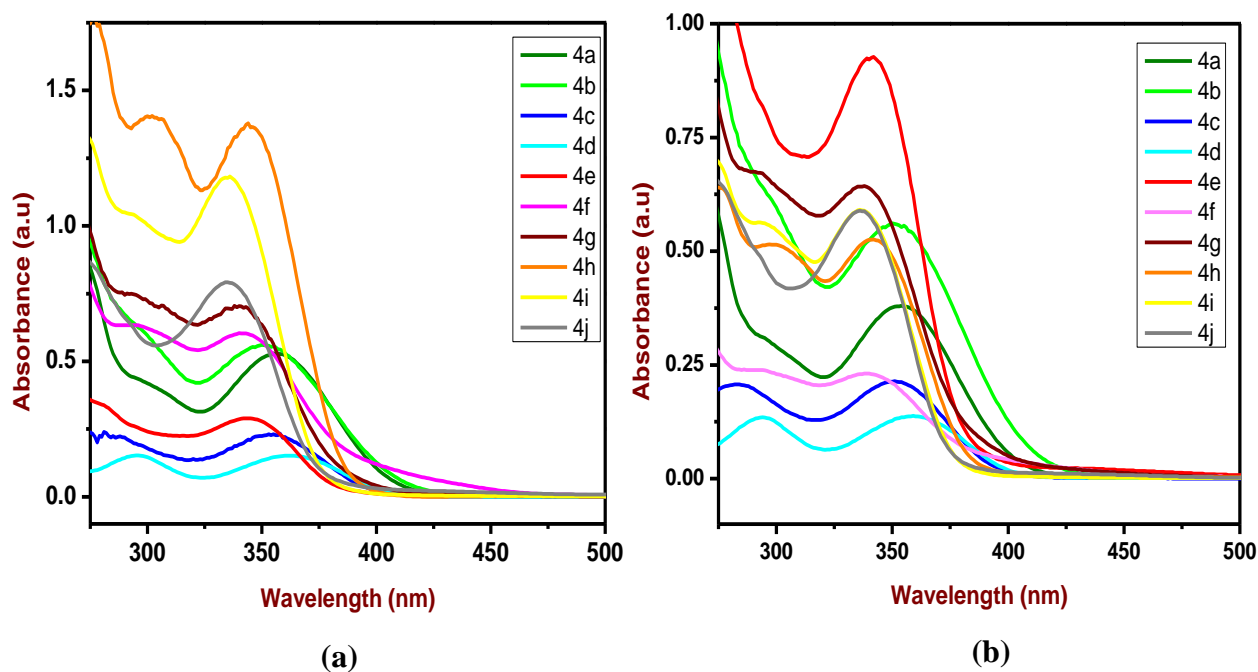 Absorbance (a.u)
1.5
1.0
0.5
0.0
300
350
400
450
500
Wavelength (nm)
4a
4b
4c
4d
4e
4f
4g
4h
4i
4j
(a)
Absorbance (a.u)
1.00
0.75
0.50
0.25
0.00
300
350
400
450
500
Wavelength (nm)
4a
4b
4c
4d
4e
4f
4g
4h
4i
4j
(b)